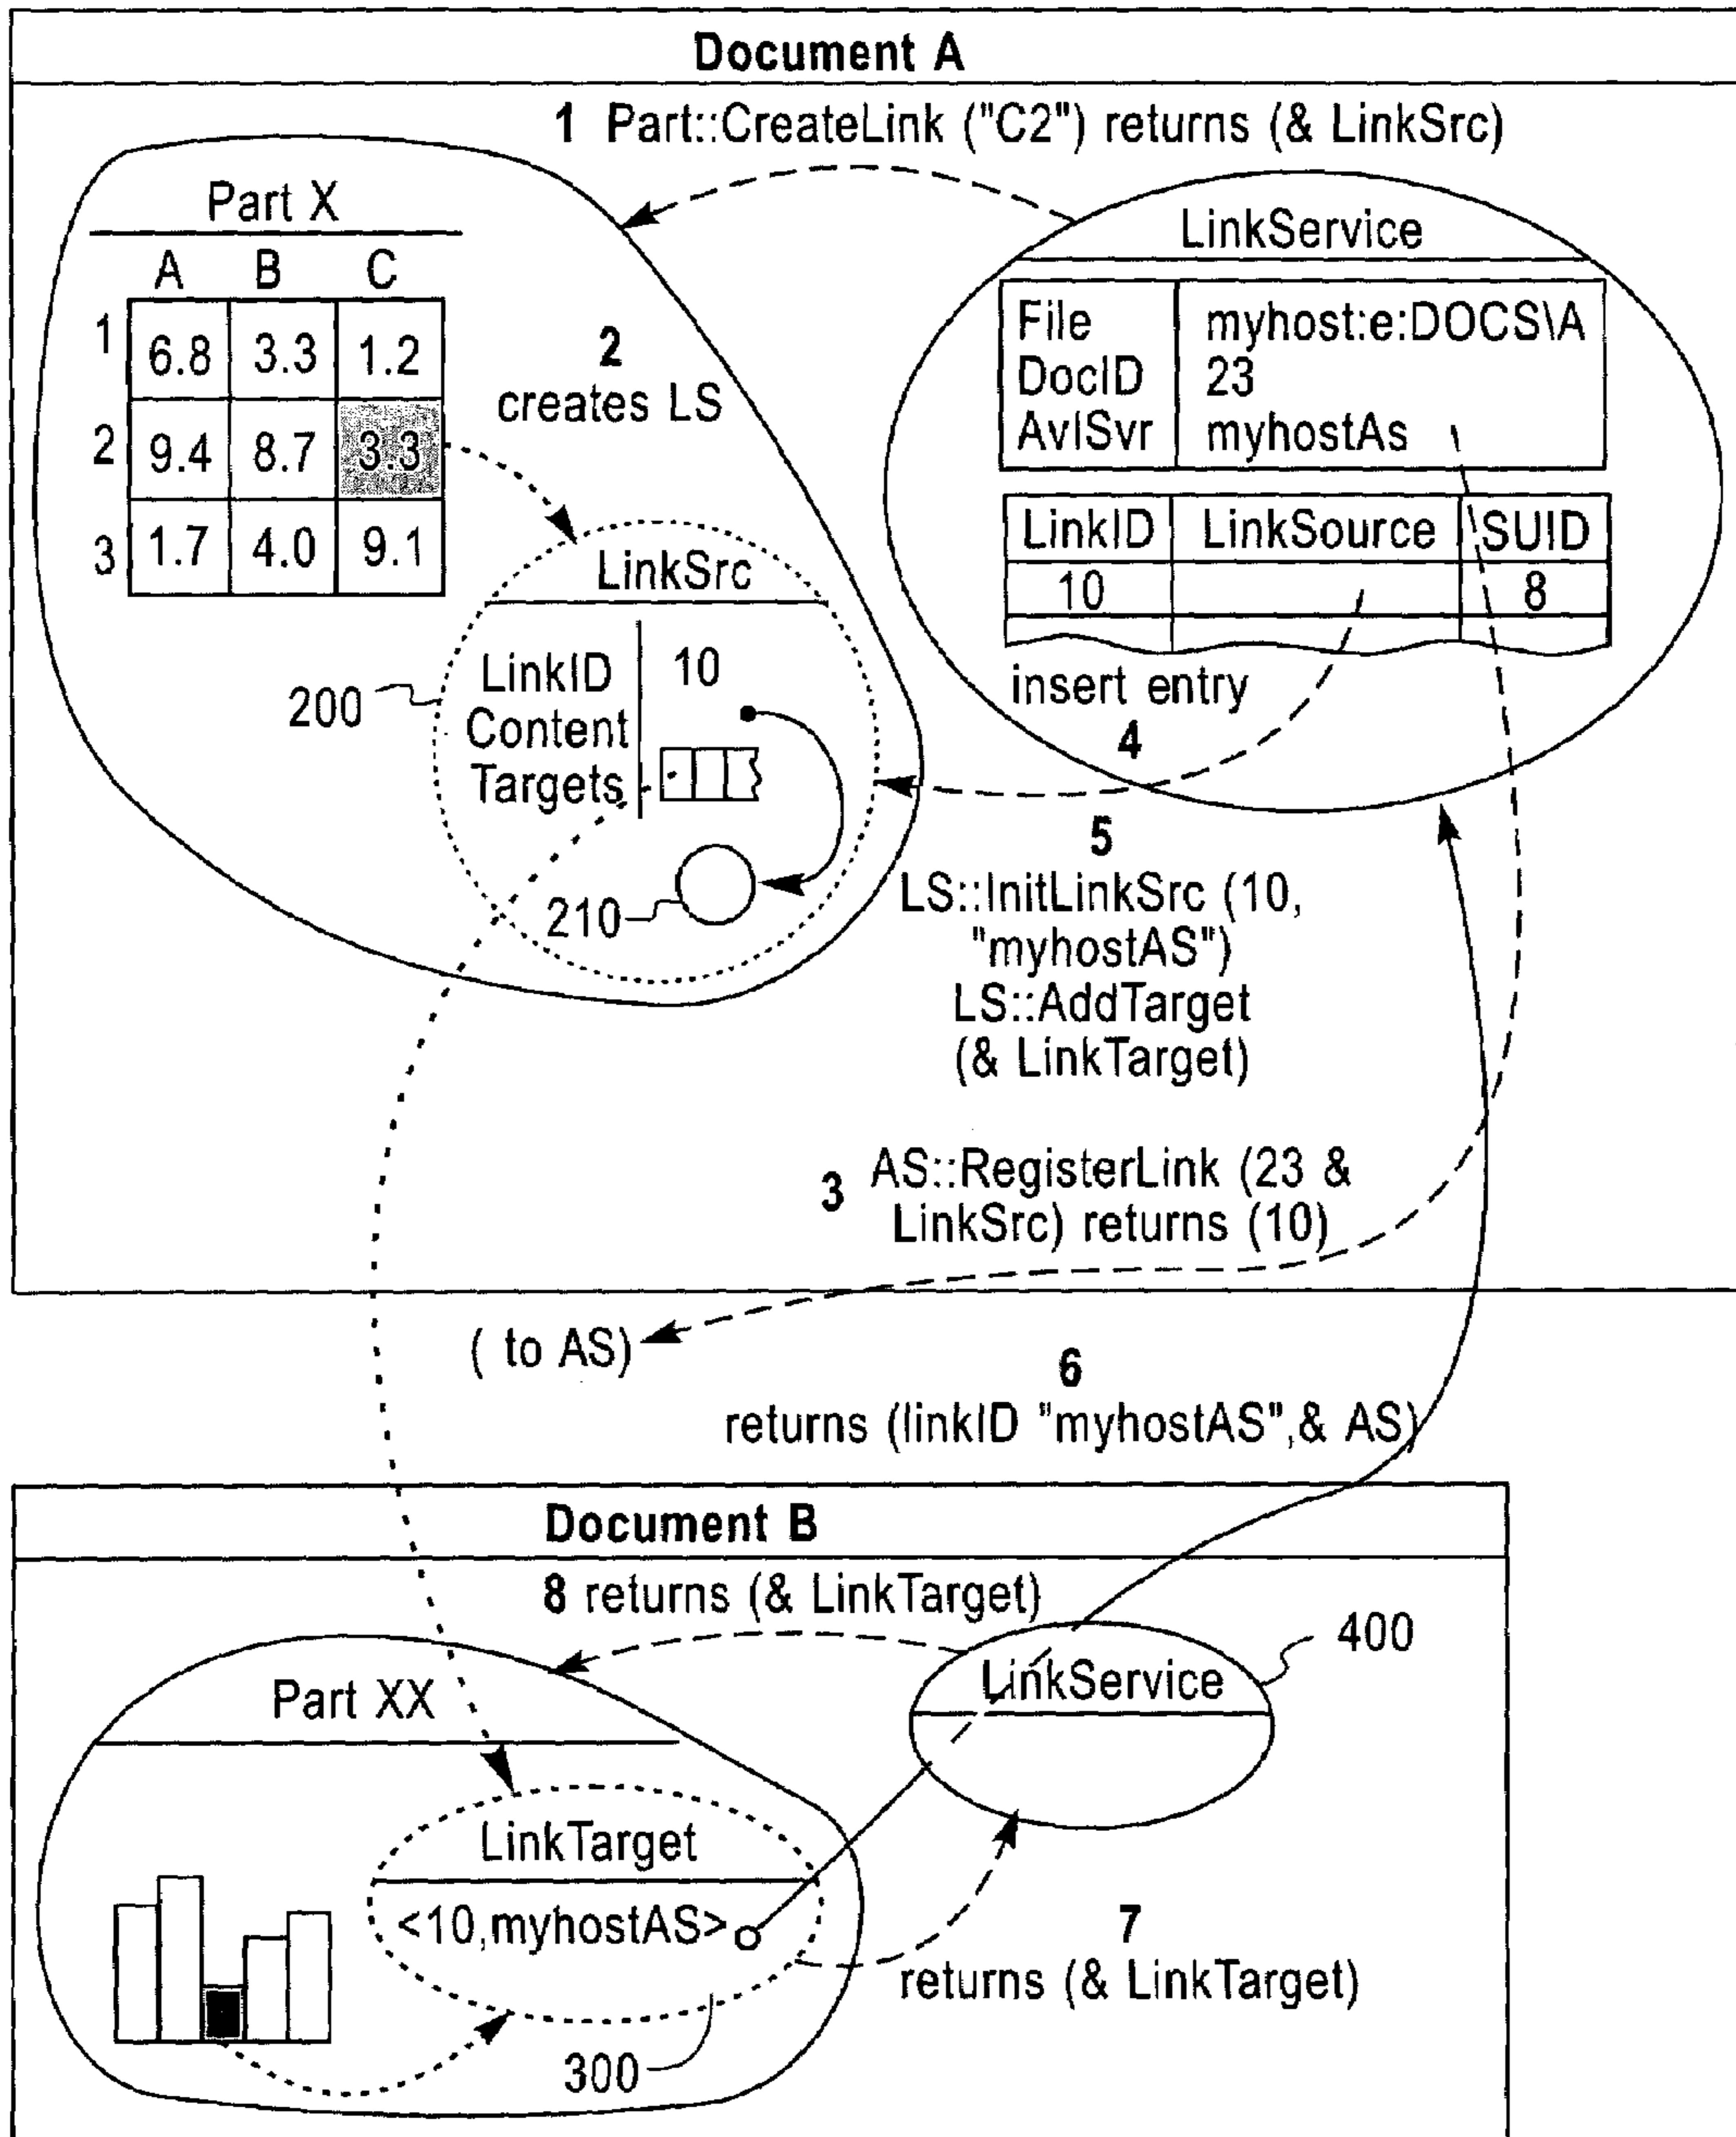 Document A
1 Part::CreateLink ("C2") returns (& LinkSrc)
Part X
A B C
1 6.8 3.3 1.2
2 9.4 8.7 3.3
3 1.7 4.0 9.1
2
creates LS
LinkService
File myhost:e:DOCS\A
DocID 23
AvlSvr myhostAs
LinkID LinkSource SUID
10 8
insert entry
4
LinkSrc
LinkID 10
Content
Targets
200
210
5
LS::InitLinkSrc (10,
"myhostAS")
LS::AddTarget
(& LinkTarget)
3 AS::RegisterLink (23 &
LinkSrc) returns (10)
( to AS)
6
returns (linkID "myhostAS",& AS)
Document B
8 returns (& LinkTarget)
400
LinkService
Part XX
LinkTarget
<10,myhostAS>
7
returns (& LinkTarget)
300